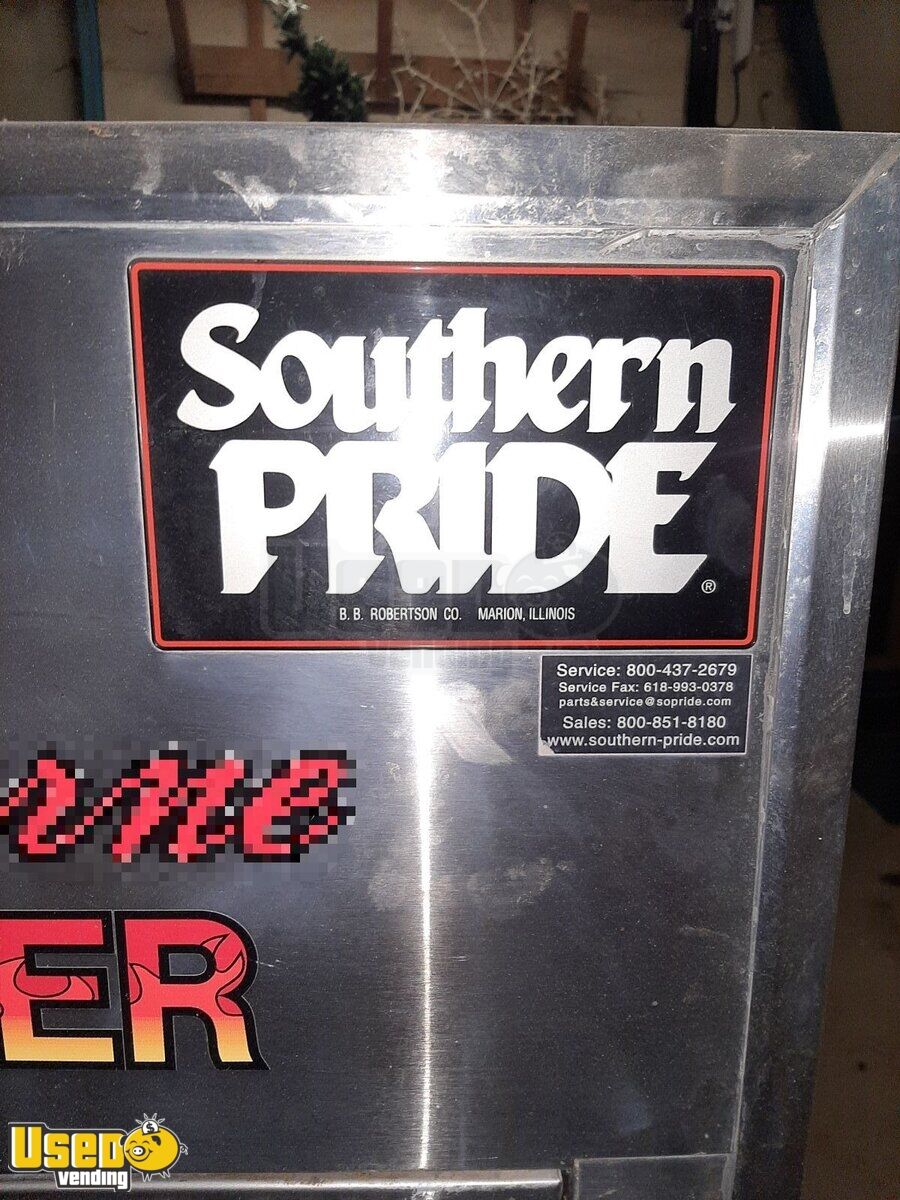 Southern
PRIDE®
B. B. ROBERTSON CO. MARION, ILLINOIS
Service: 800-437-2679
Service Fax: 618-993-0378
parts&service@sopride.com
Sales: 800-851-8180
www.southern-pride.com
ER
USED
vending